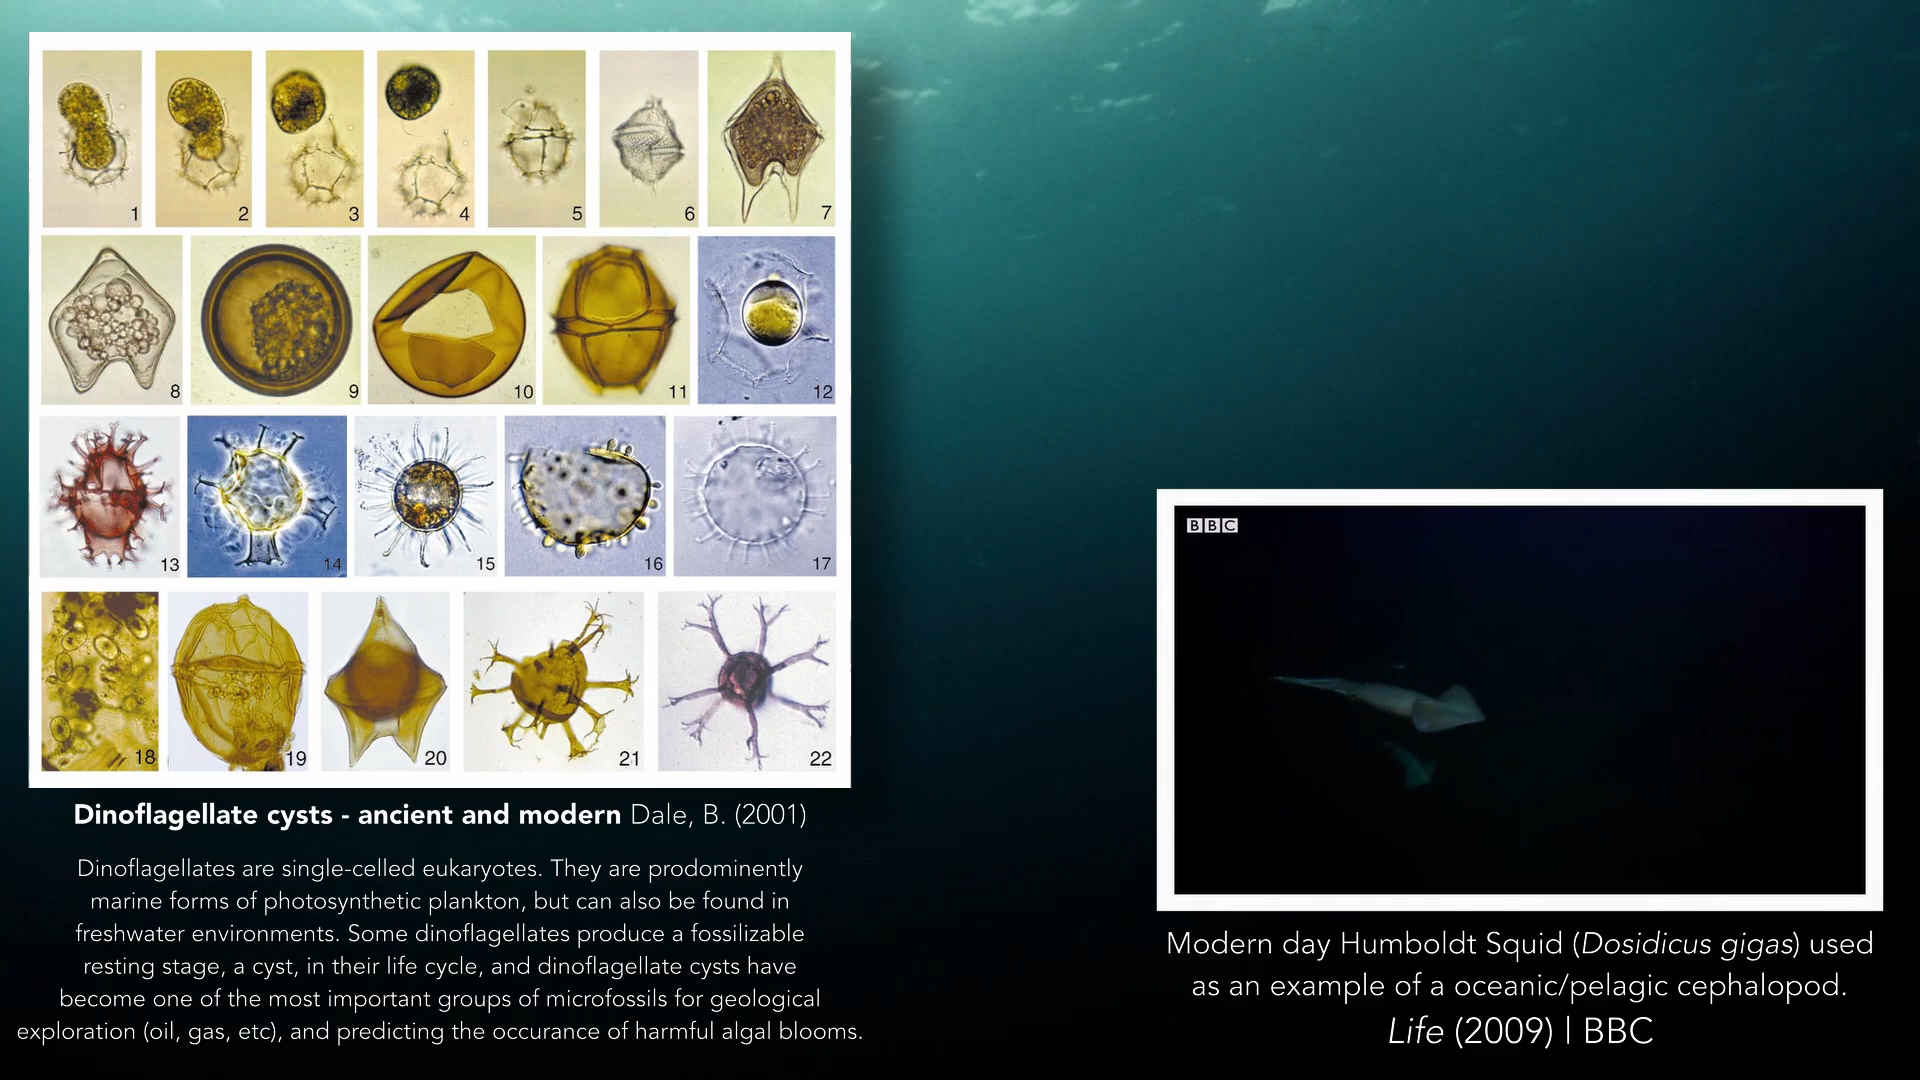 1 2 3 4 5 6 7
8 9 10 11 12
13 14 15 16 17
18 19 20 21 22
Dinoflagellate cysts - ancient and modern Dale, B. (2001)
Dinoflagellates are single-celled eukaryotes. They are prodominently
marine forms of photosynthetic plankton, but can also be found in
freshwater environments. Some dinoflagellates produce a fossilizable
resting stage, a cyst, in their life cycle, and dinoflagellate cysts have
become one of the most important groups of microfossils for geological
exploration (oil, gas, etc), and predicting the occurance of harmful algal blooms.
BBC
Modern day Humboldt Squid (Dosidicus gigas) used
as an example of a oceanic/pelagic cephalopod.
Life (2009) | BBC